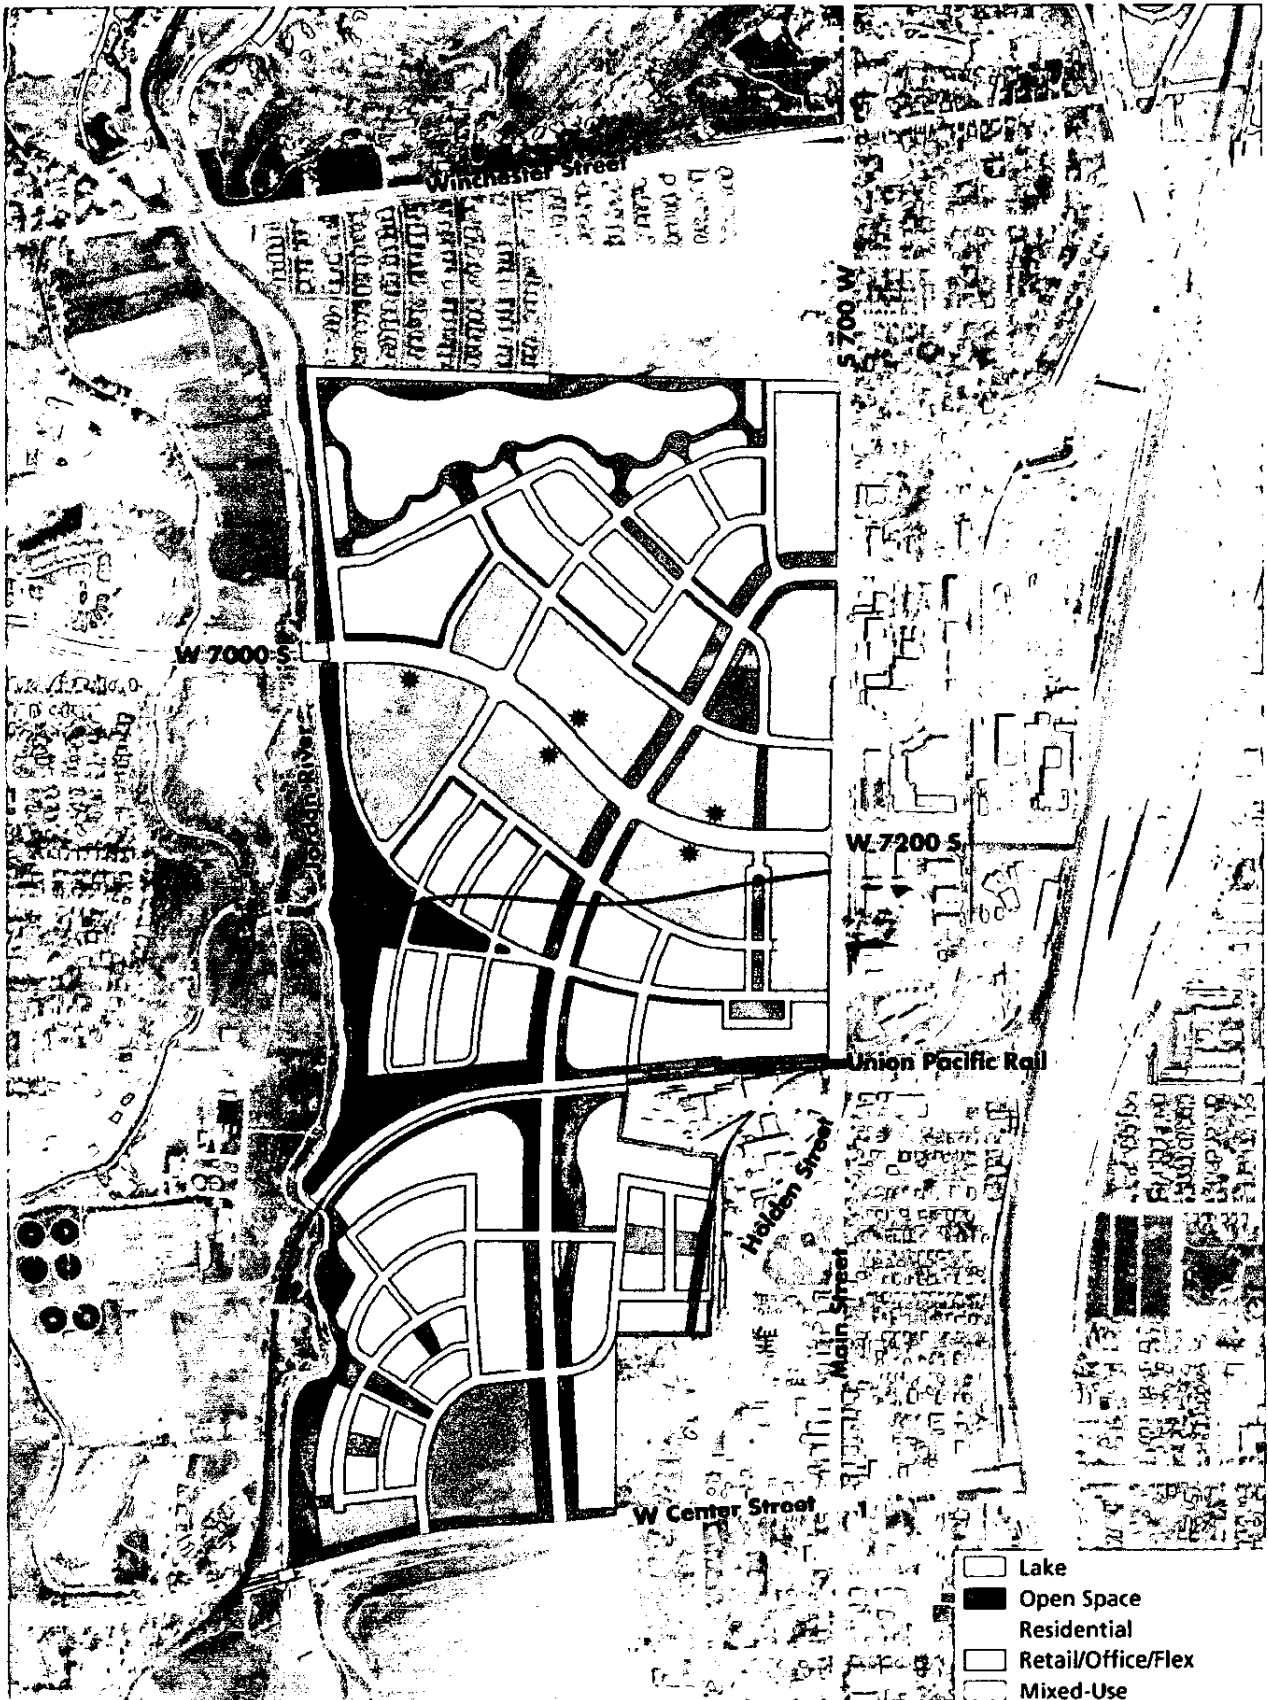 Winchester Street
S 700 W
W 7000 S
Jordan River
W 7200 S
Union Pacific Rail
Holden Street
Main Street
W Center Street
Lake
Open Space
Residential
Retail/Office/Flex
Mixed-Use